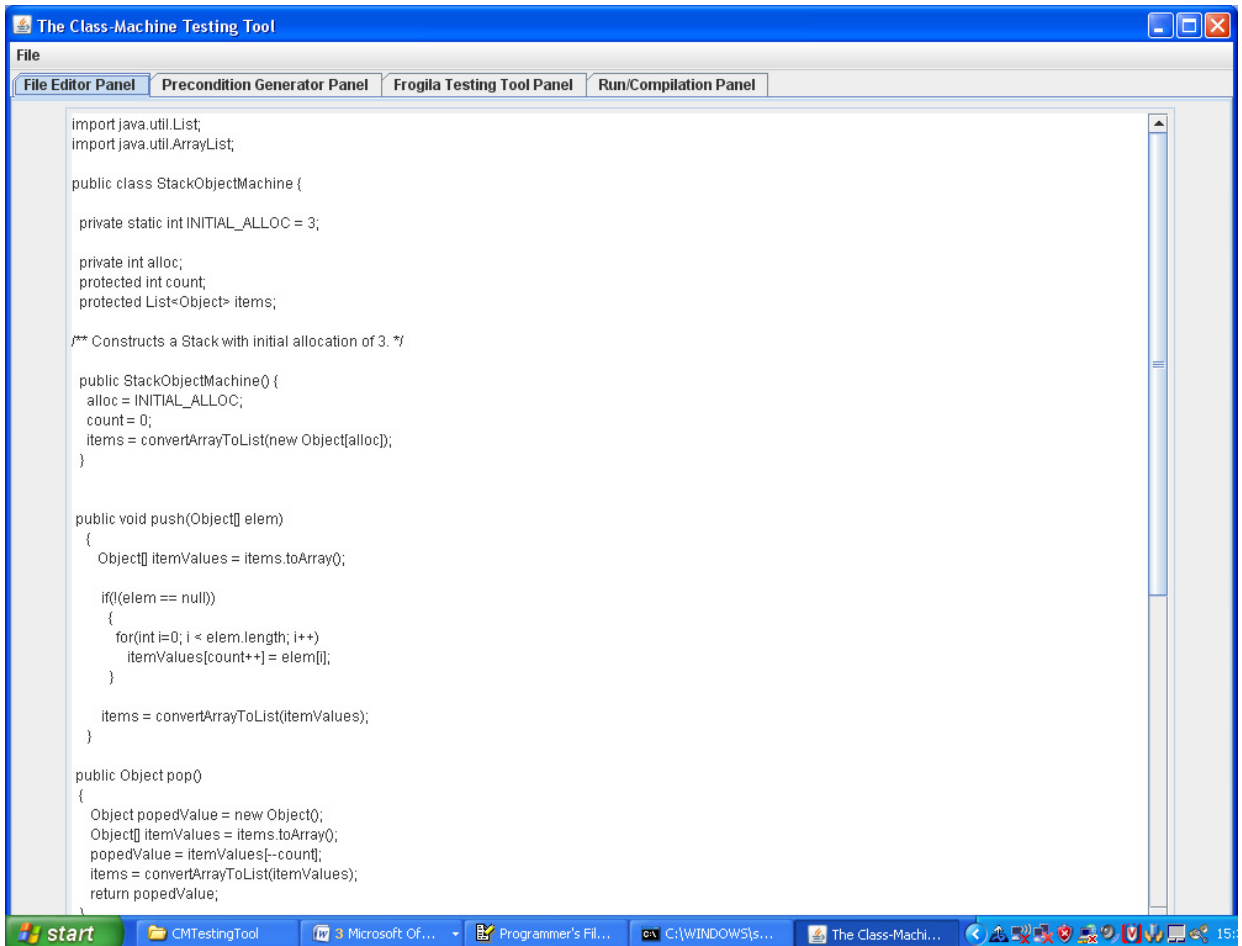 The Class-Machine Testing Tool
File
File Editor Panel Precondition Generator Panel Frogila Testing Tool Panel Run/Compilation Panel
import java.util.List;
import java.util.ArrayList;
public class StackObjectMachine {
private static int INITIAL_ALLOC = 3;
private int alloc;
protected int count;
protected List<Object> items;
/** Constructs a Stack with initial allocation of 3. */
public StackObjectMachine() {
alloc = INITIAL_ALLOC;
count = 0;
items = convertArrayToList(new Object[alloc]);
}
public void push(Object[] elem)
{
Object[] itemValues = items.toArray();
if(!(elem == null))
{
for(int i=0; i < elem.length; i++)
itemValues[count++] = elem[i];
}
items = convertArrayToList(itemValues);
}
public Object pop()
{
Object popedValue = new Object();
Object[] itemValues = items.toArray();
popedValue = itemValues[--count];
items = convertArrayToList(itemValues);
return popedValue;
}
start CMTestingTool 3 Microsoft Of... Programmer's Fil... C:\WINDOWS\s... The Class-Machi... 15: